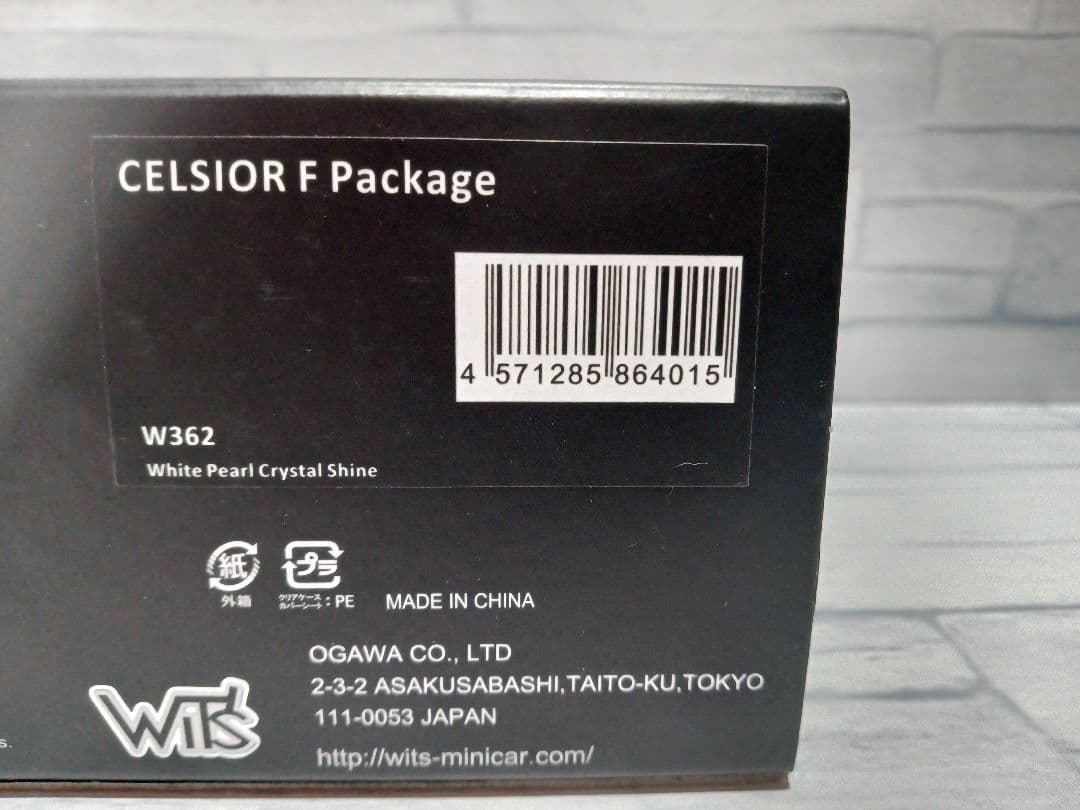 CELSIOR F Package
4 571285 864015
W362
White Pearl Crystal Shine
紙
外箱
プラ
クリアケース
カバーシート : PE
MADE IN CHINA
OGAWA CO., LTD
2-3-2 ASAKUSABASHI,TAITO-KU,TOKYO
111-0053 JAPAN
http://wits-minicar.com/
WiT'S
s.